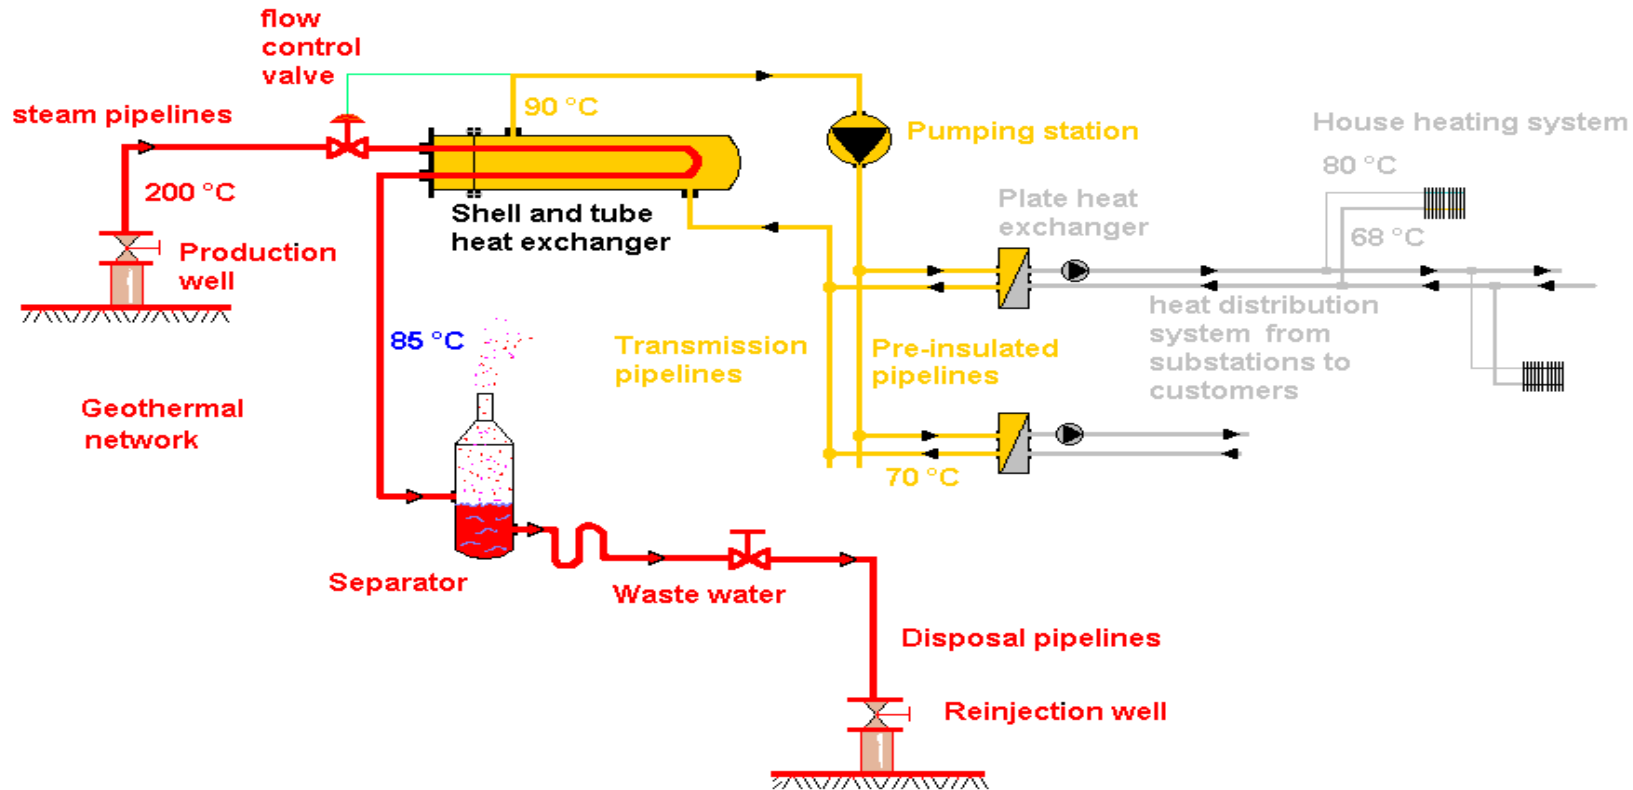 flow
control
valve
steam pipelines
90 °C
Pumping station
House heating system
80 °C
200 °C
Shell and tube
heat exchanger
Plate heat
exchanger
68 °C
Production
well
heat distribution
system from
substations to
customers
85 °C
Transmission
pipelines
Pre-insulated
pipelines
Geothermal
network
70 °C
Separator
Waste water
Disposal pipelines
Reinjection well